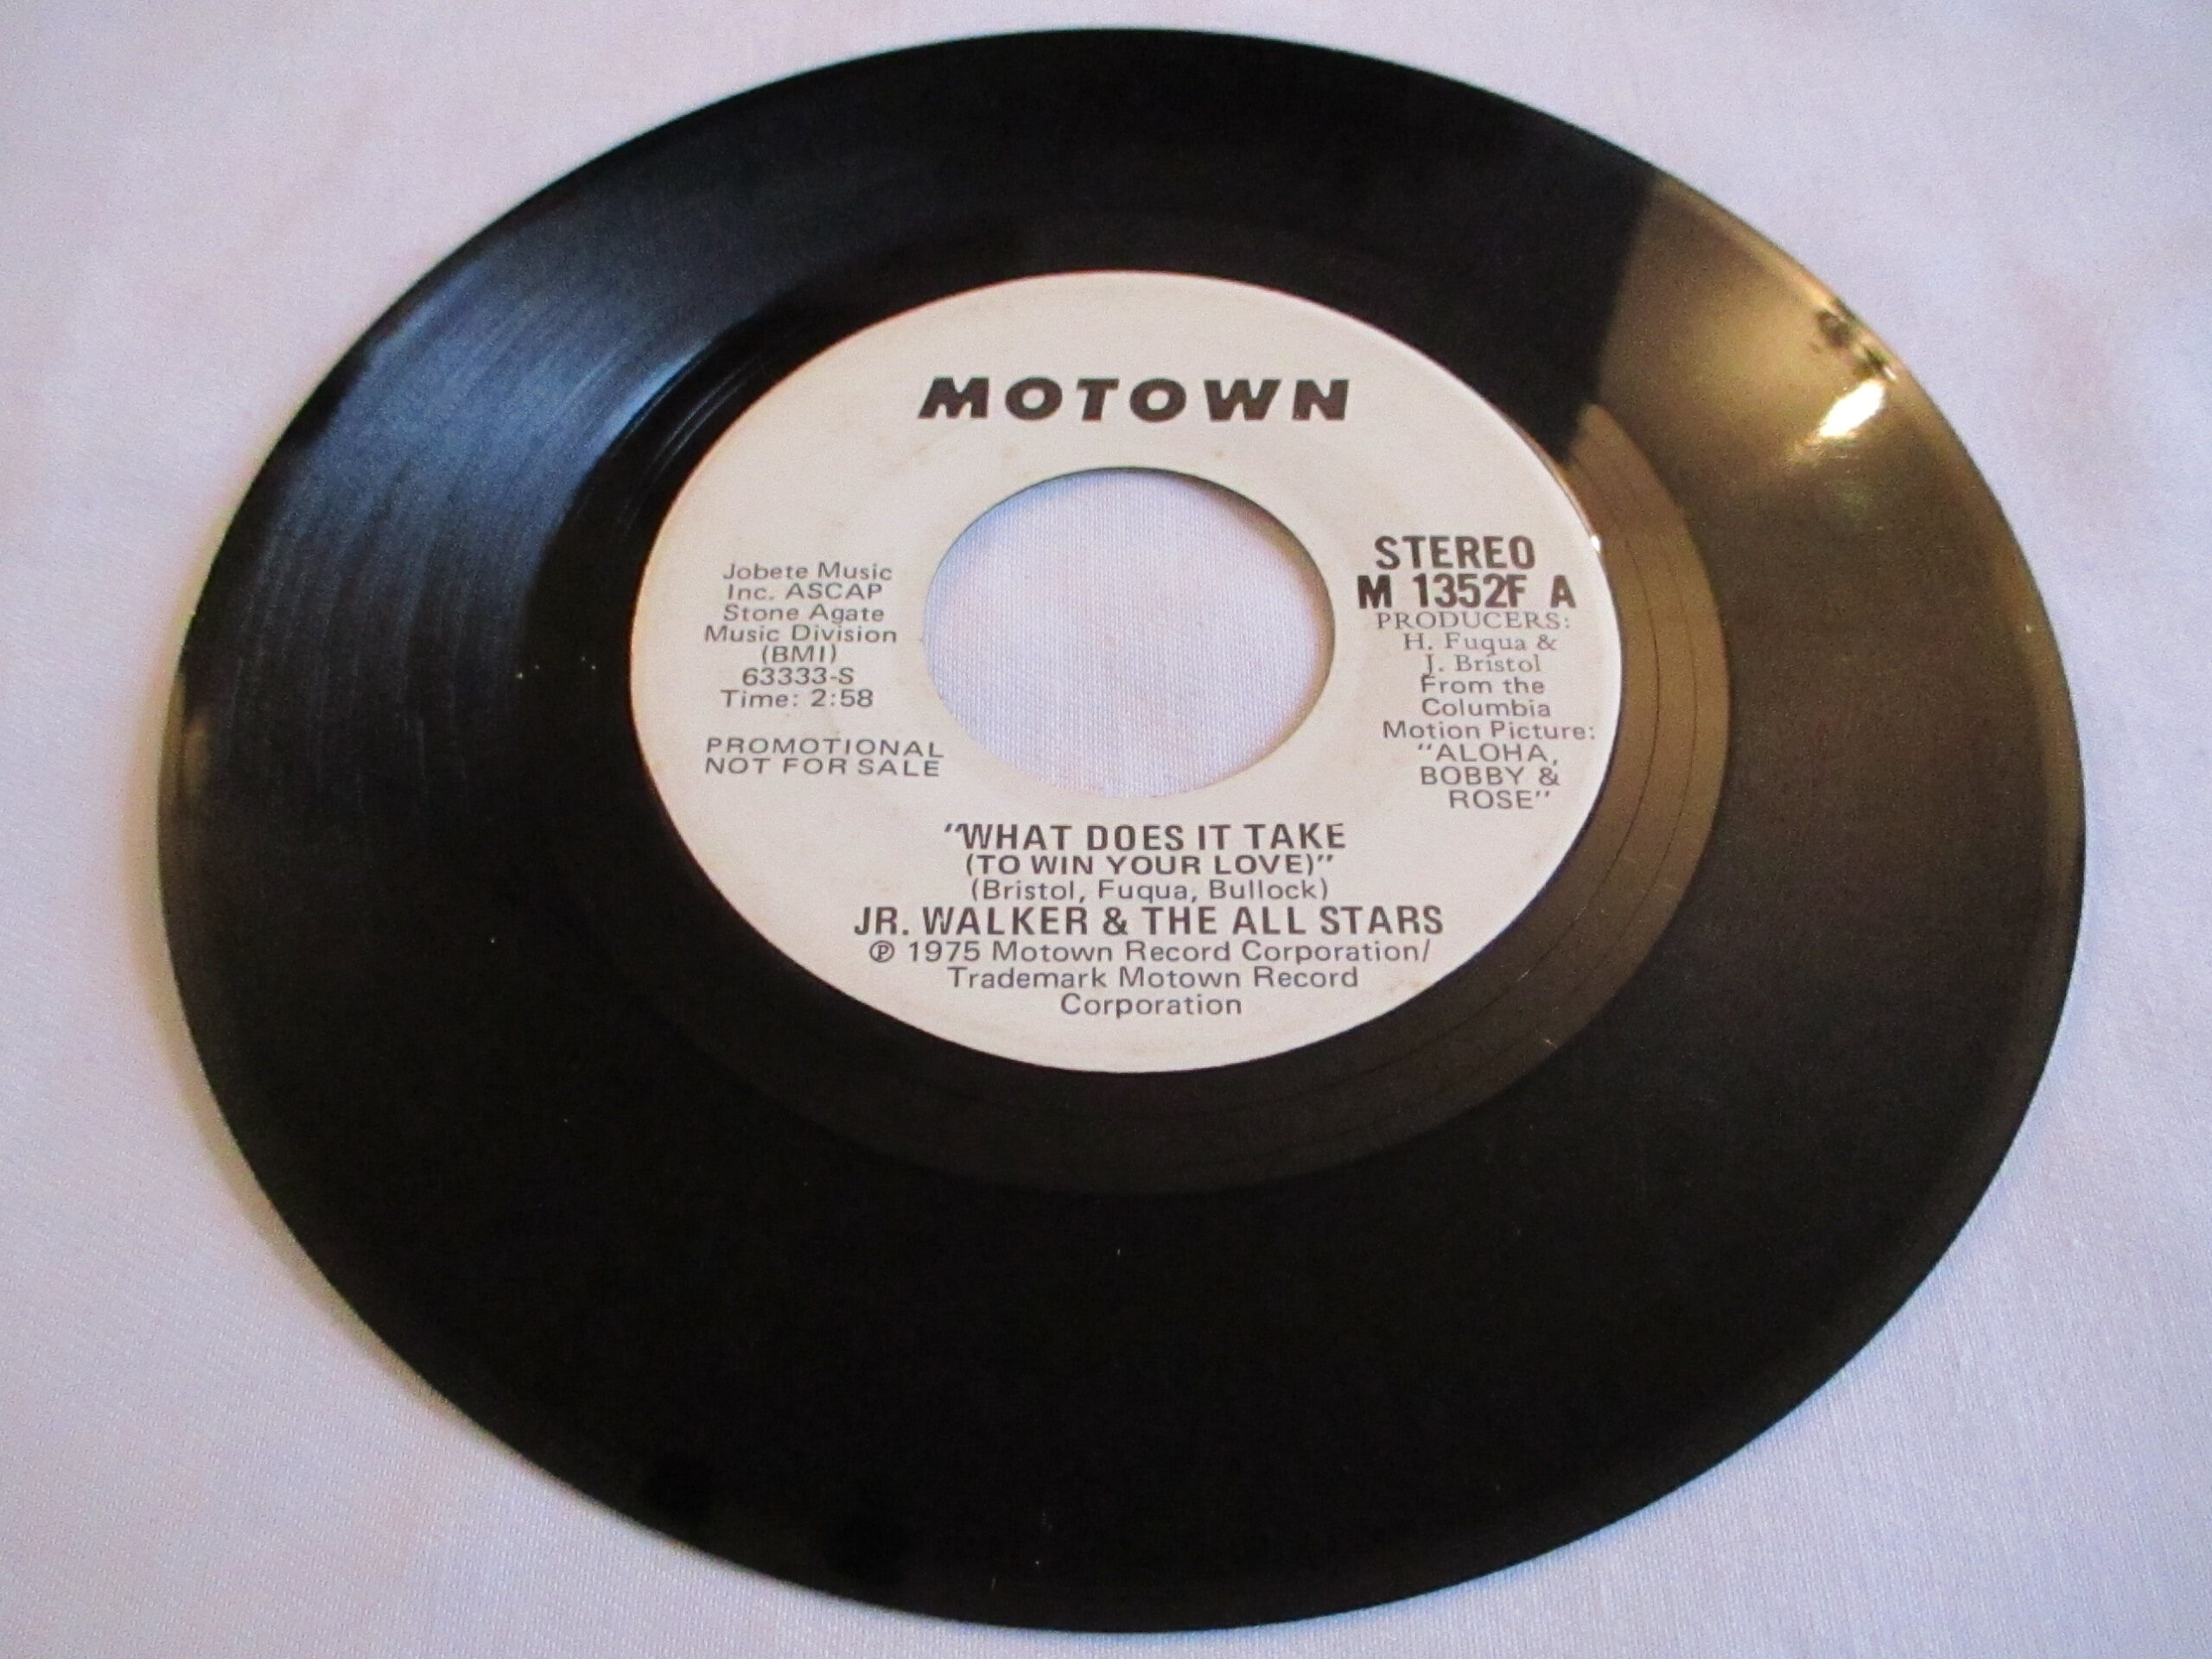 MOTOWN
Jobete Music
Inc. ASCAP
Stone Agate
Music Division
(BMI)
63333-S
Time: 2:58
PROMOTIONAL
NOT FOR SALE
STEREO
M 1352F A
PRODUCERS:
H. Fuqua &
J. Bristol
From the
Columbia
Motion Picture:
"ALOHA,
BOBBY &
ROSE"
"WHAT DOES IT TAKE
(TO WIN YOUR LOVE)"
(Bristol, Fuqua, Bullock)
JR. WALKER & THE ALL STARS
℗ 1975 Motown Record Corporation/
Trademark Motown Record
Corporation